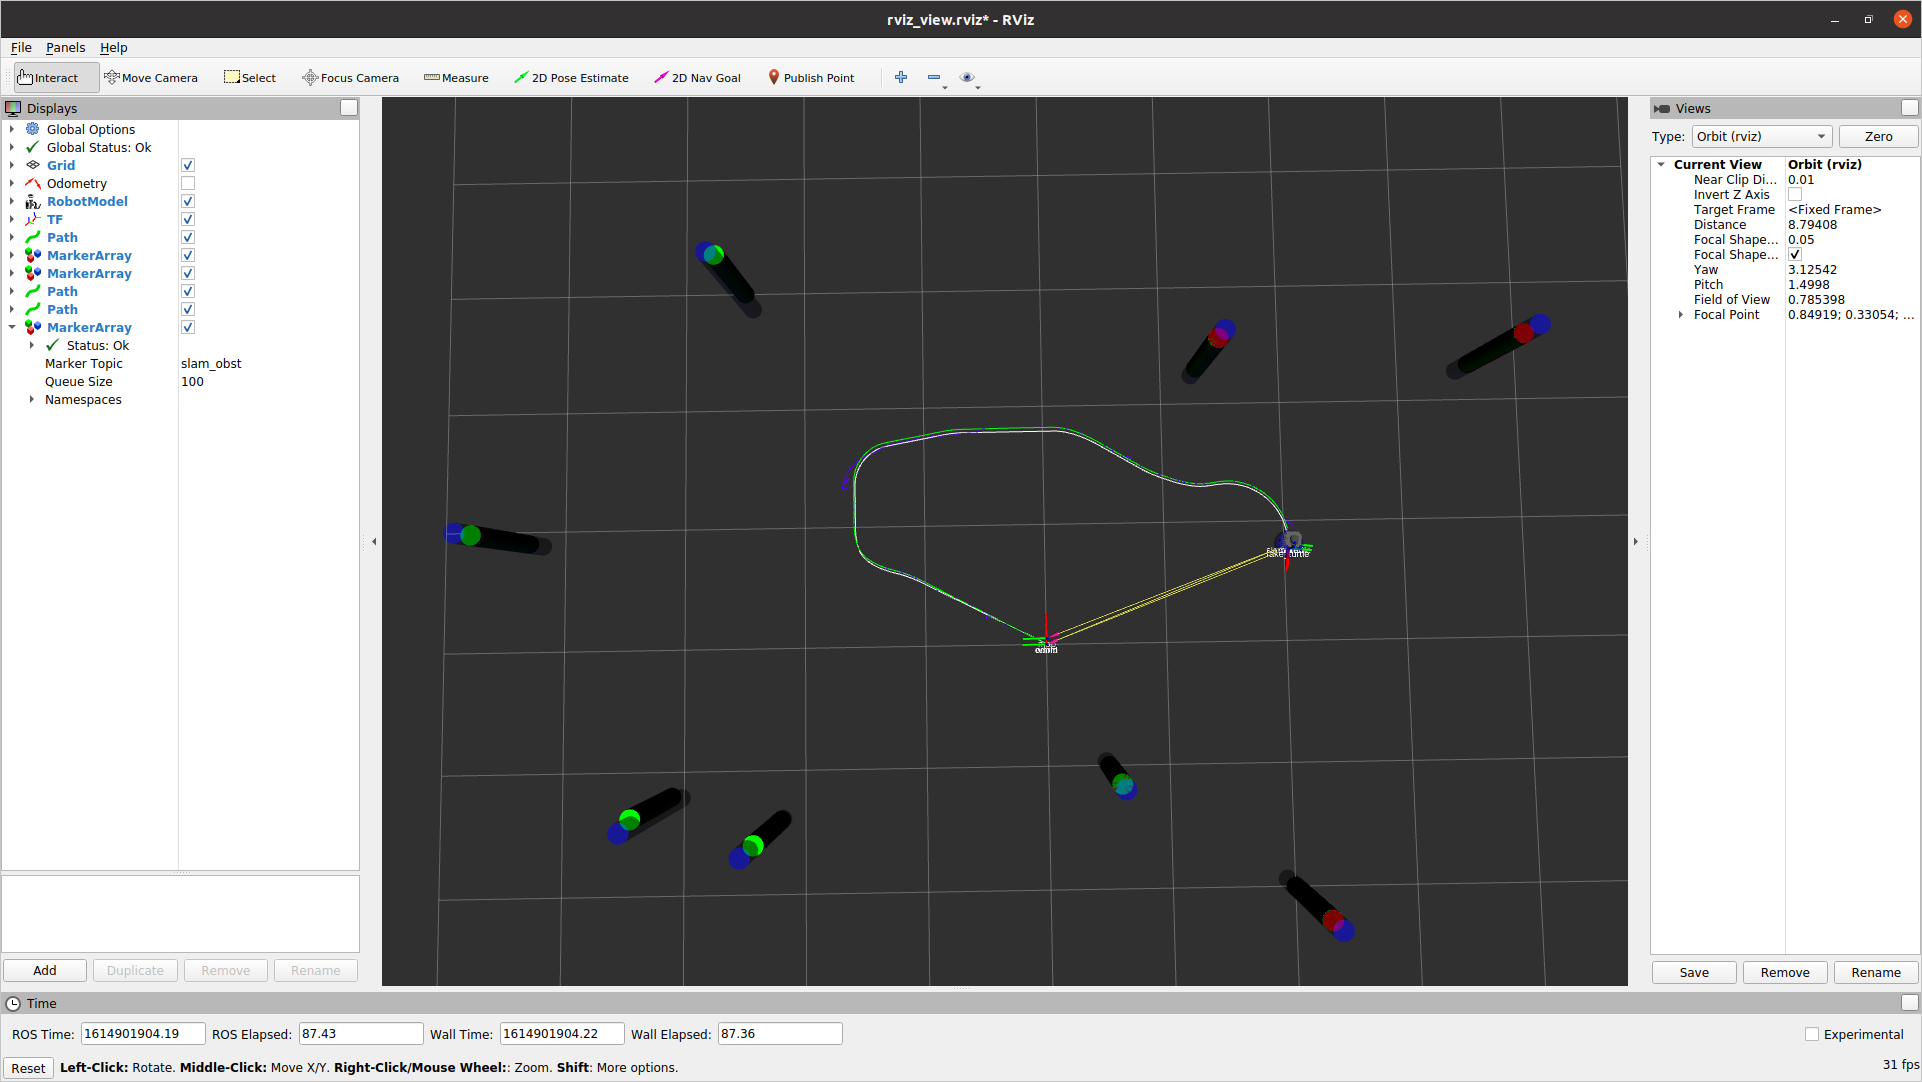 rviz_view.rviz* - RViz
File Panels Help
Interact Move Camera Select Focus Camera Measure 2D Pose Estimate 2D Nav Goal Publish Point
Displays
Global Options
Global Status: Ok
Grid
Odometry
RobotModel
TF
Path
MarkerArray
MarkerArray
Path
Path
MarkerArray
Status: Ok
Marker Topic slam_obst
Queue Size 100
Namespaces
Add Duplicate Remove Rename
Views
Type: Orbit (rviz) Zero
Current View Orbit (rviz)
Near Clip Di... 0.01
Invert Z Axis
Target Frame <Fixed Frame>
Distance 8.79408
Focal Shape... 0.05
Focal Shape...
Yaw 3.12542
Pitch 1.4998
Field of View 0.785398
Focal Point 0.84919; 0.33054; ...
Save Remove Rename
Time
ROS Time: 1614901904.19 ROS Elapsed: 87.43 Wall Time: 1614901904.22 Wall Elapsed: 87.36 Experimental
Reset Left-Click: Rotate. Middle-Click: Move X/Y. Right-Click/Mouse Wheel:: Zoom. Shift: More options. 31 fps